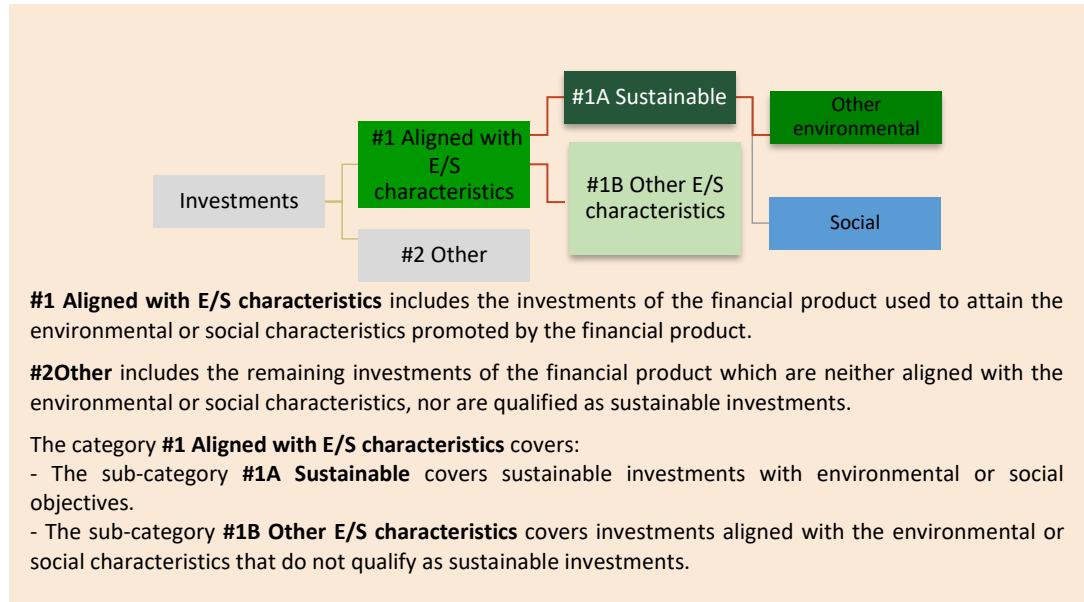 #1A Sustainable
Other
environmental
#1 Aligned with
E/S
characteristics
Investments
#1B Other E/S
characteristics
Social
#2 Other
#1 Aligned with E/S characteristics includes the investments of the financial product used to attain the
environmental or social characteristics promoted by the financial product.
#2Other includes the remaining investments of the financial product which are neither aligned with the
environmental or social characteristics, nor are qualified as sustainable investments.
The category #1 Aligned with E/S characteristics covers:
- The sub-category #1A Sustainable covers sustainable investments with environmental or social
objectives.
- The sub-category #1B Other E/S characteristics covers investments aligned with the environmental or
social characteristics that do not qualify as sustainable investments.